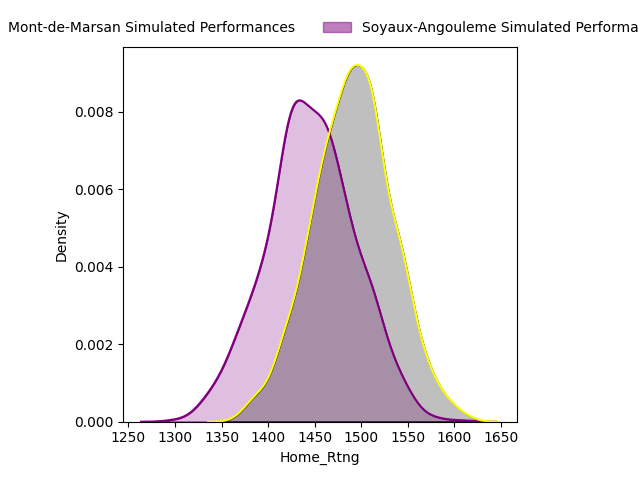 Mont-de-Marsan Simulated Performances Soyaux-Angouleme Simulated Performa
0.008
0.006
0.004
0.002
0.000
Density
1250 1300 1350 1400 1450 1500 1550 1600 1650
Home_Rtng